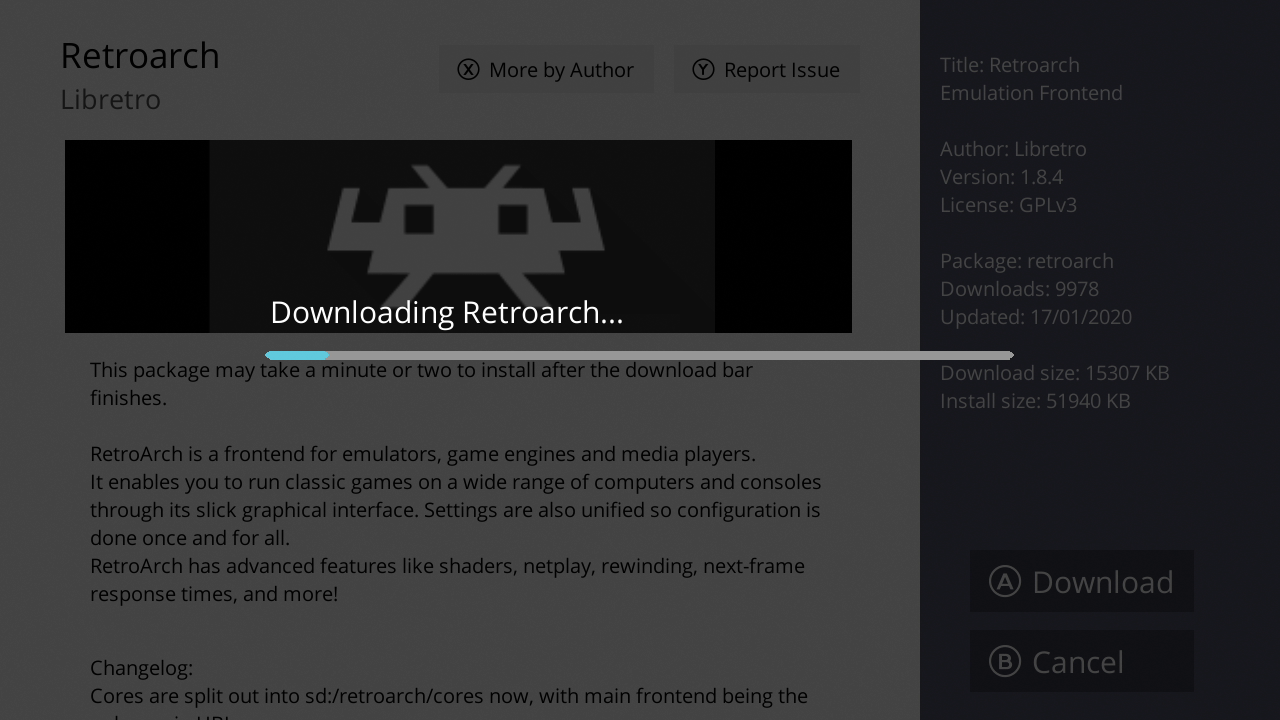 Retroarch
Libretro
X More by Author
Y Report Issue
Downloading Retroarch...
This package may take a minute or two to install after the download bar
finishes.
RetroArch is a frontend for emulators, game engines and media players.
It enables you to run classic games on a wide range of computers and consoles
through its slick graphical interface. Settings are also unified so configuration is
done once and for all.
RetroArch has advanced features like shaders, netplay, rewinding, next-frame
response times, and more!
Changelog:
Cores are split out into sd:/retroarch/cores now, with main frontend being the
Title: Retroarch
Emulation Frontend
Author: Libretro
Version: 1.8.4
License: GPLv3
Package: retroarch
Downloads: 9978
Updated: 17/01/2020
Download size: 15307 KB
Install size: 51940 KB
A Download
B Cancel